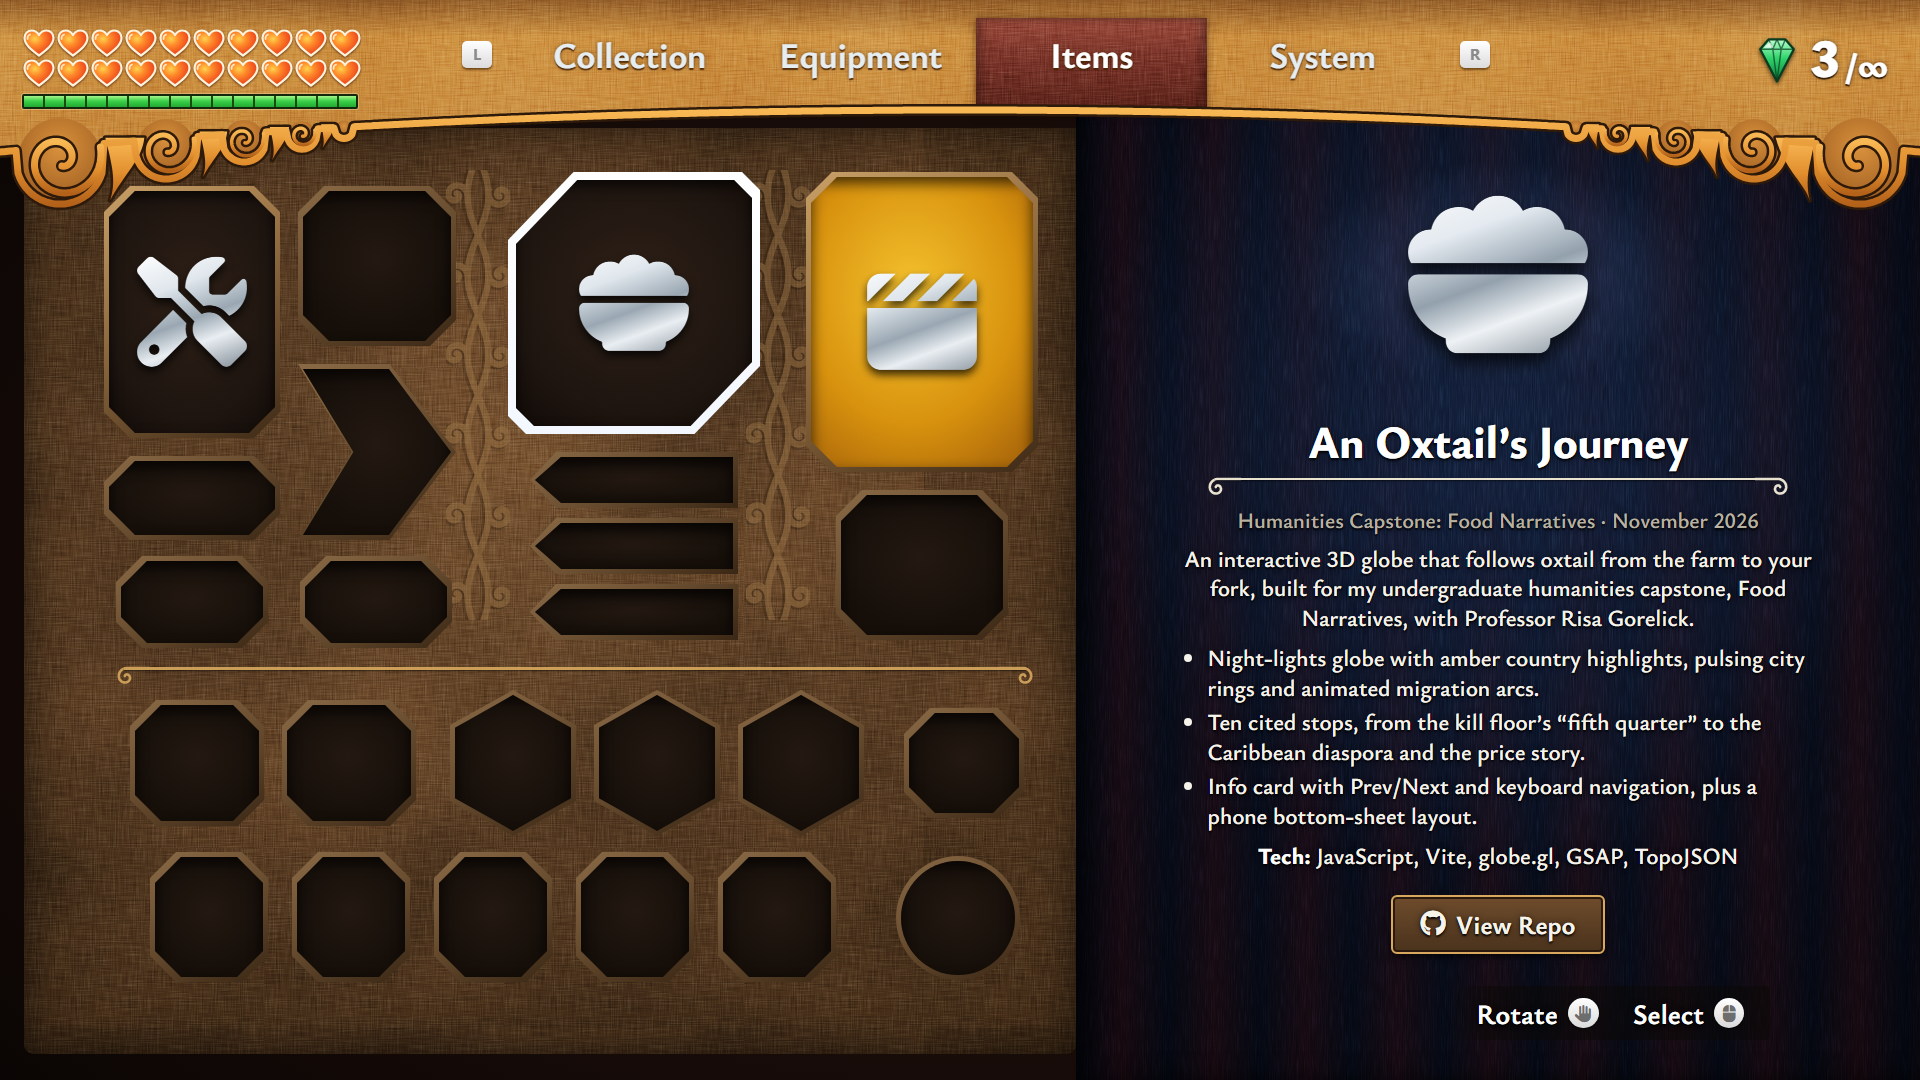 L
Collection
Equipment
Items
System
R
3/∞
An Oxtail’s Journey
Humanities Capstone: Food Narratives · November 2026
An interactive 3D globe that follows oxtail from the farm to your
fork, built for my undergraduate humanities capstone, Food
Narratives, with Professor Risa Gorelick.
• Night-lights globe with amber country highlights, pulsing city
rings and animated migration arcs.
• Ten cited stops, from the kill floor’s “fifth quarter” to the
Caribbean diaspora and the price story.
• Info card with Prev/Next and keyboard navigation, plus a
phone bottom-sheet layout.
Tech: JavaScript, Vite, globe.gl, GSAP, TopoJSON
View Repo
Rotate
Select